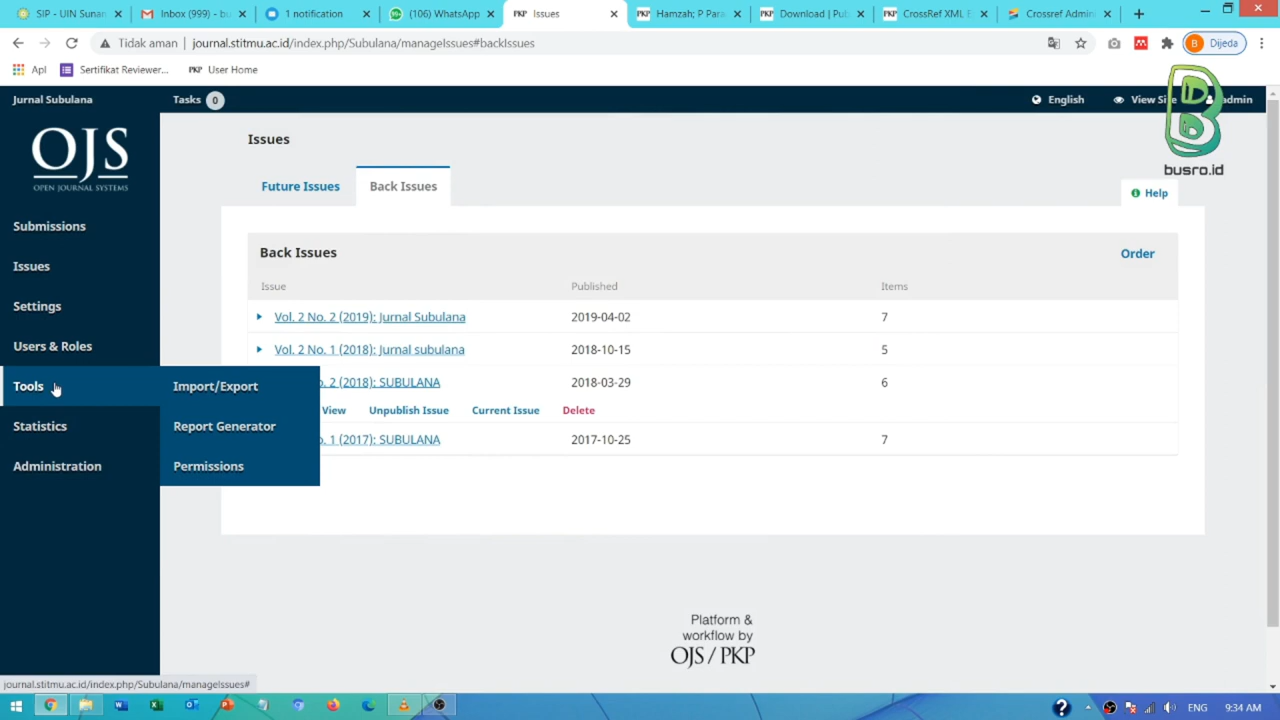 SIP - UIN Sunan
Inbox (999) - bu
1 notification
(106) WhatsApp
PKP Issues
PKP Hamzah; P Para
PKP Download | Pub
PKP CrossRef XML E
Crossref Admin
Tidak aman | journal.stitmu.ac.id/index.php/Subulana/manageIssues#backIssues
B Dijeda
Apl
Sertifikat Reviewer...
PKP User Home
Jurnal Subulana
Tasks 0
English
View Site
admin
busro.id
OJS
OPEN JOURNAL SYSTEMS
Submissions
Issues
Settings
Users & Roles
Tools
Statistics
Administration
Import/Export
Report Generator
Permissions
Issues
Future Issues
Back Issues
Help
Back Issues
Order
Issue Published Items
Vol. 2 No. 2 (2019): Jurnal Subulana 2019-04-02 7
Vol. 2 No. 1 (2018): Jurnal subulana 2018-10-15 5
. 2 (2018): SUBULANA 2018-03-29 6
View Unpublish Issue Current Issue Delete
. 1 (2017): SUBULANA 2017-10-25 7
Platform &
workflow by
OJS / PKP
journal.stitmu.ac.id/index.php/Subulana/manageIssues#
ENG 9:34 AM